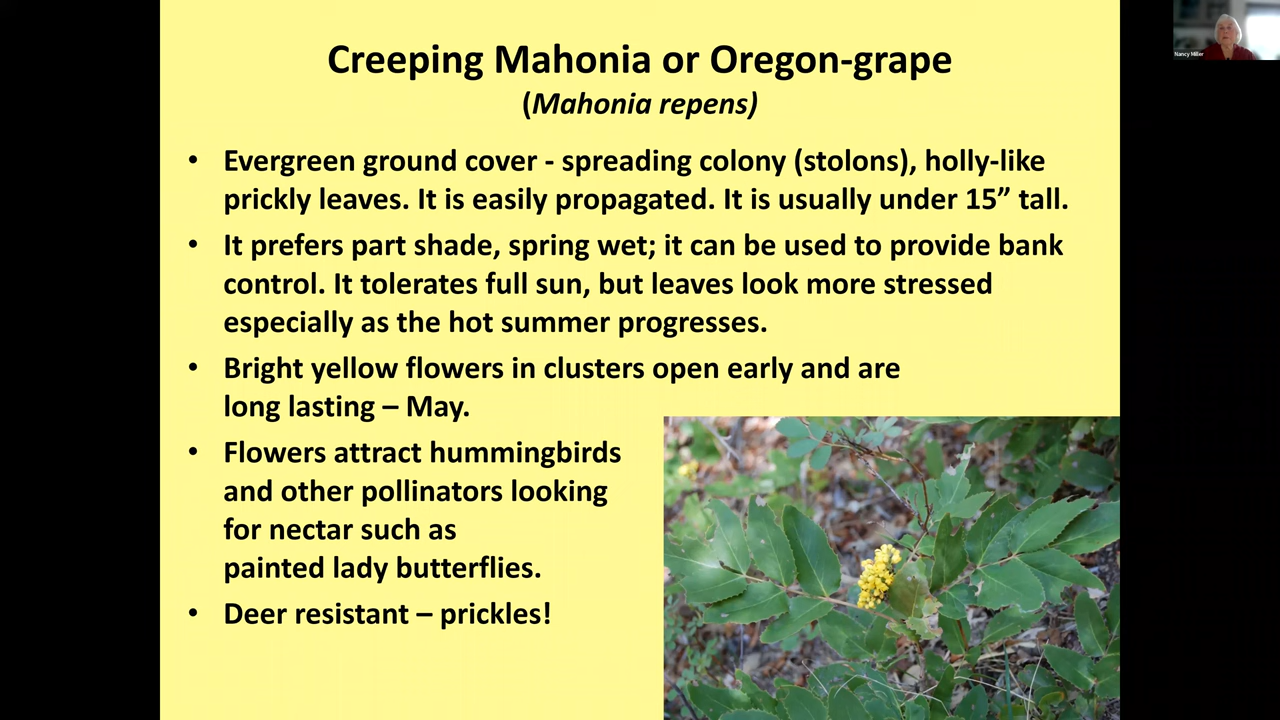 Creeping Mahonia or Oregon-grape
(Mahonia repens)
• Evergreen ground cover - spreading colony (stolons), holly-like
prickly leaves. It is easily propagated. It is usually under 15” tall.
• It prefers part shade, spring wet; it can be used to provide bank
control. It tolerates full sun, but leaves look more stressed
especially as the hot summer progresses.
• Bright yellow flowers in clusters open early and are
long lasting – May.
• Flowers attract hummingbirds
and other pollinators looking
for nectar such as
painted lady butterflies.
• Deer resistant – prickles!
Nancy Miller